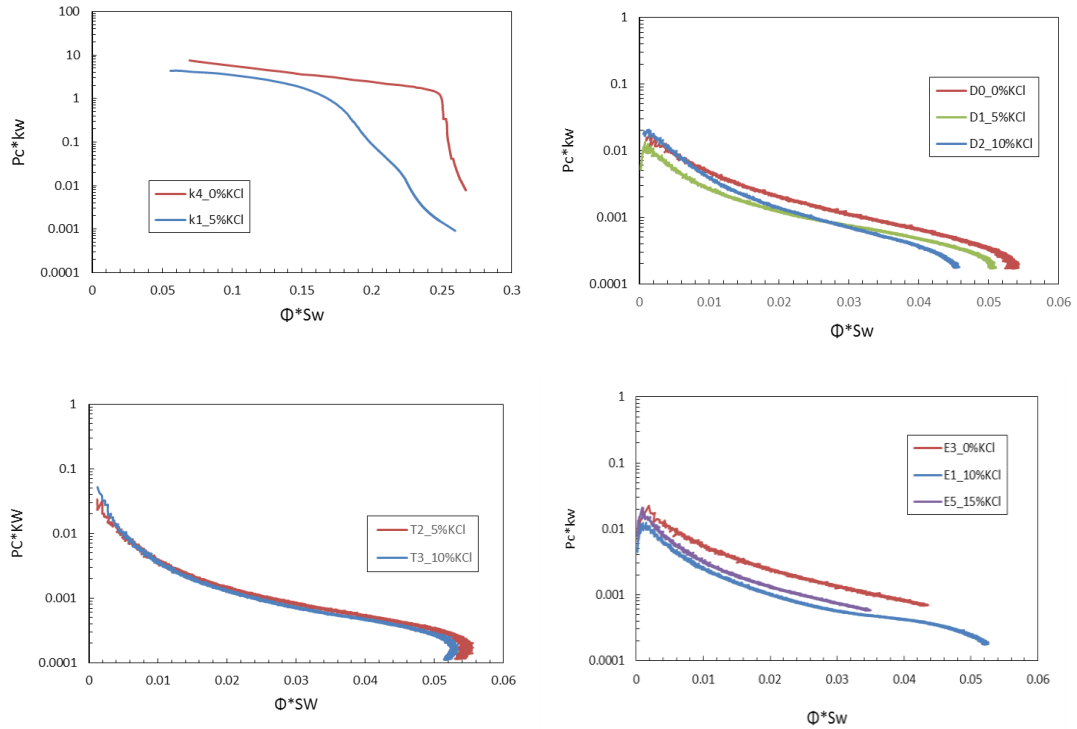 100
10
1
0.1
0.01
0.001
0.0001
Pc*kw
k4_0%KCl
k1_5%KCl
0 0.05 0.1 0.15 0.2 0.25 0.3
Φ*Sw
1
0.1
0.01
0.001
0.0001
Pc*kw
D0_0%KCl
D1_5%KCl
D2_10%KCl
0 0.01 0.02 0.03 0.04 0.05 0.06
Φ*Sw
1
0.1
0.01
0.001
0.0001
PC*KW
T2_5%KCl
T3_10%KCl
0 0.01 0.02 0.03 0.04 0.05 0.06
Φ*SW
1
0.1
0.01
0.001
0.0001
Pc*kw
E3_0%KCl
E1_10%KCl
E5_15%KCl
0 0.01 0.02 0.03 0.04 0.05 0.06
Φ*Sw